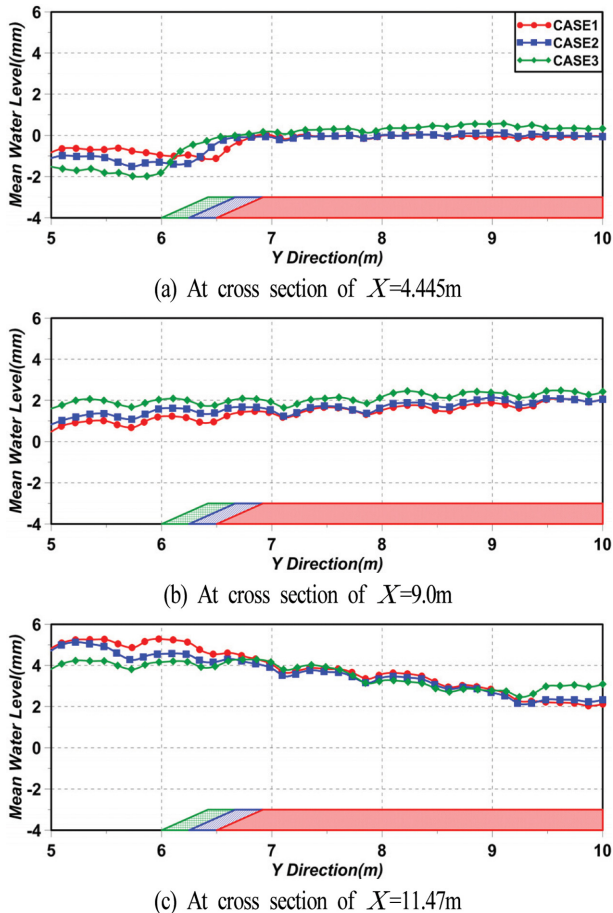 6
4
2
0
-2
-4
Mean Water Level(mm)
CASE1
CASE2
CASE3
5 6 7 8 9 10
Y Direction(m)
(a) At cross section of X=4.445m
6
4
2
0
-2
-4
Mean Water Level(mm)
5 6 7 8 9 10
Y Direction(m)
(b) At cross section of X=9.0m
6
4
2
0
-2
-4
Mean Water Level(mm)
5 6 7 8 9 10
Y Direction(m)
(c) At cross section of X=11.47m